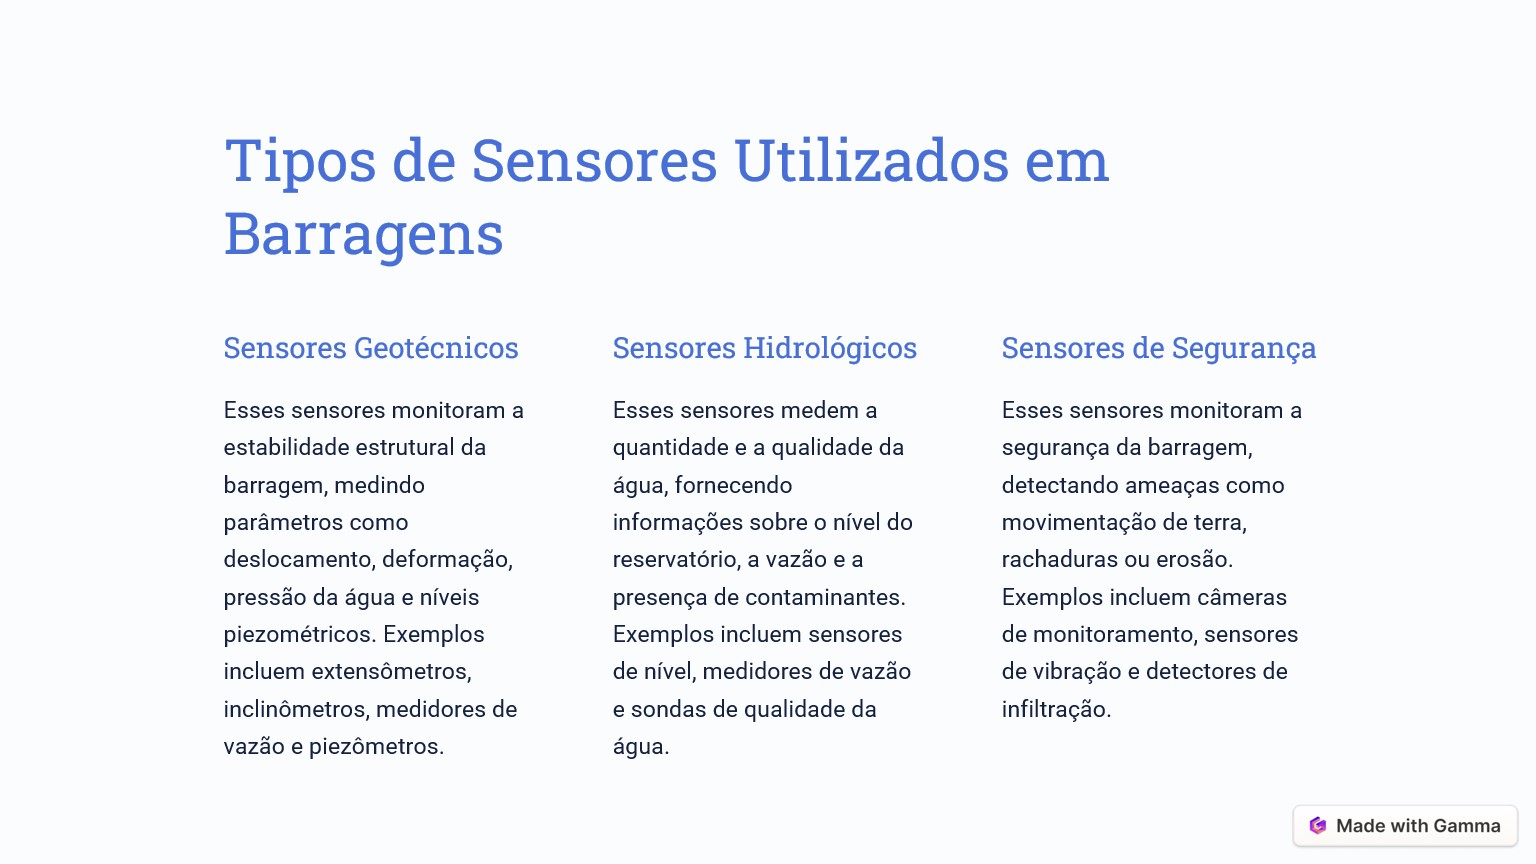 Tipos de Sensores Utilizados em
Barragens
Sensores Geotécnicos
Esses sensores monitoram a
estabilidade estrutural da
barragem, medindo
parâmetros como
deslocamento, deformação,
pressão da água e níveis
piezométricos. Exemplos
incluem extensômetros,
inclinômetros, medidores de
vazão e piezômetros.
Sensores Hidrológicos
Esses sensores medem a
quantidade e a qualidade da
água, fornecendo
informações sobre o nível do
reservatório, a vazão e a
presença de contaminantes.
Exemplos incluem sensores
de nível, medidores de vazão
e sondas de qualidade da
água.
Sensores de Segurança
Esses sensores monitoram a
segurança da barragem,
detectando ameaças como
movimentação de terra,
rachaduras ou erosão.
Exemplos incluem câmeras
de monitoramento, sensores
de vibração e detectores de
infiltração.
Made with Gamma